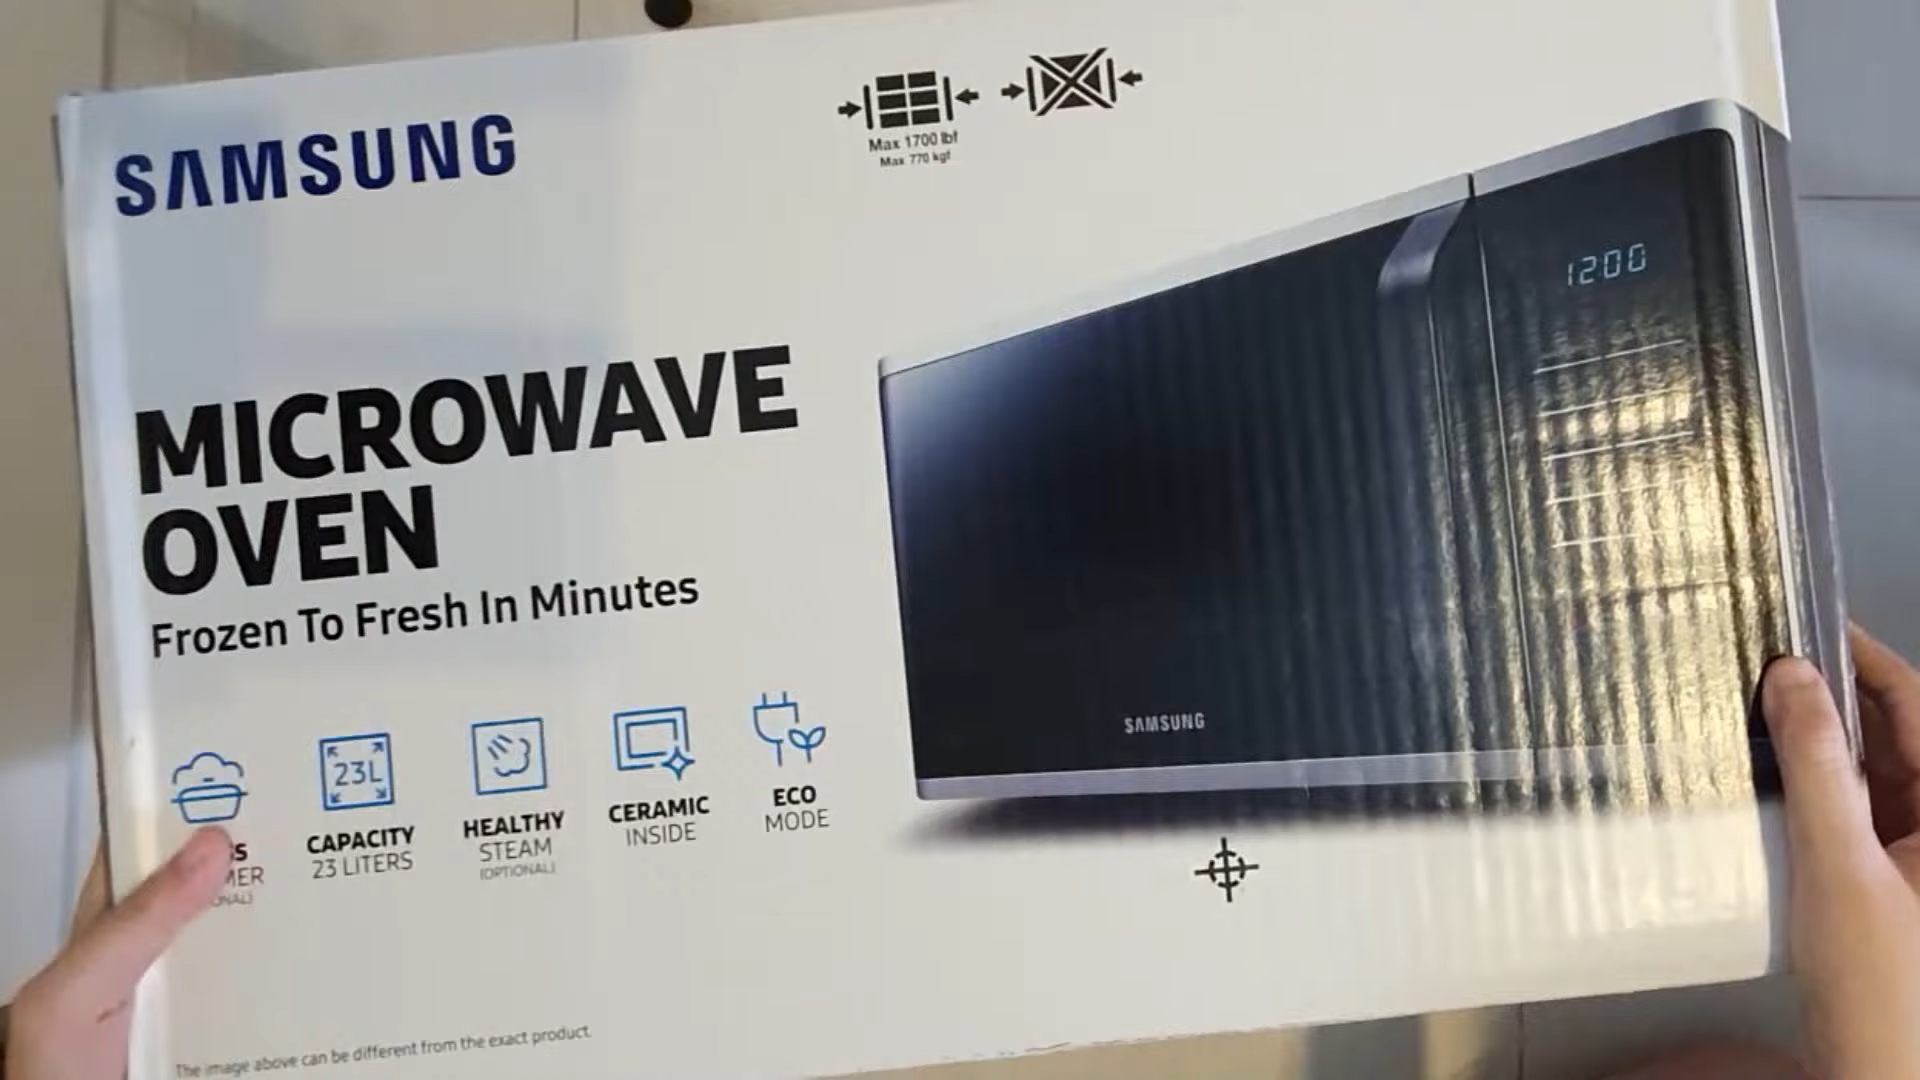 SAMSUNG
Max 1700 lbf
Max 770 kgf
1200
MICROWAVE
OVEN
Frozen To Fresh In Minutes
23L
CAPACITY
23 LITERS
HEALTHY
STEAM
(OPTIONAL)
CERAMIC
INSIDE
ECO
MODE
SAMSUNG
The image above can be different from the exact product.